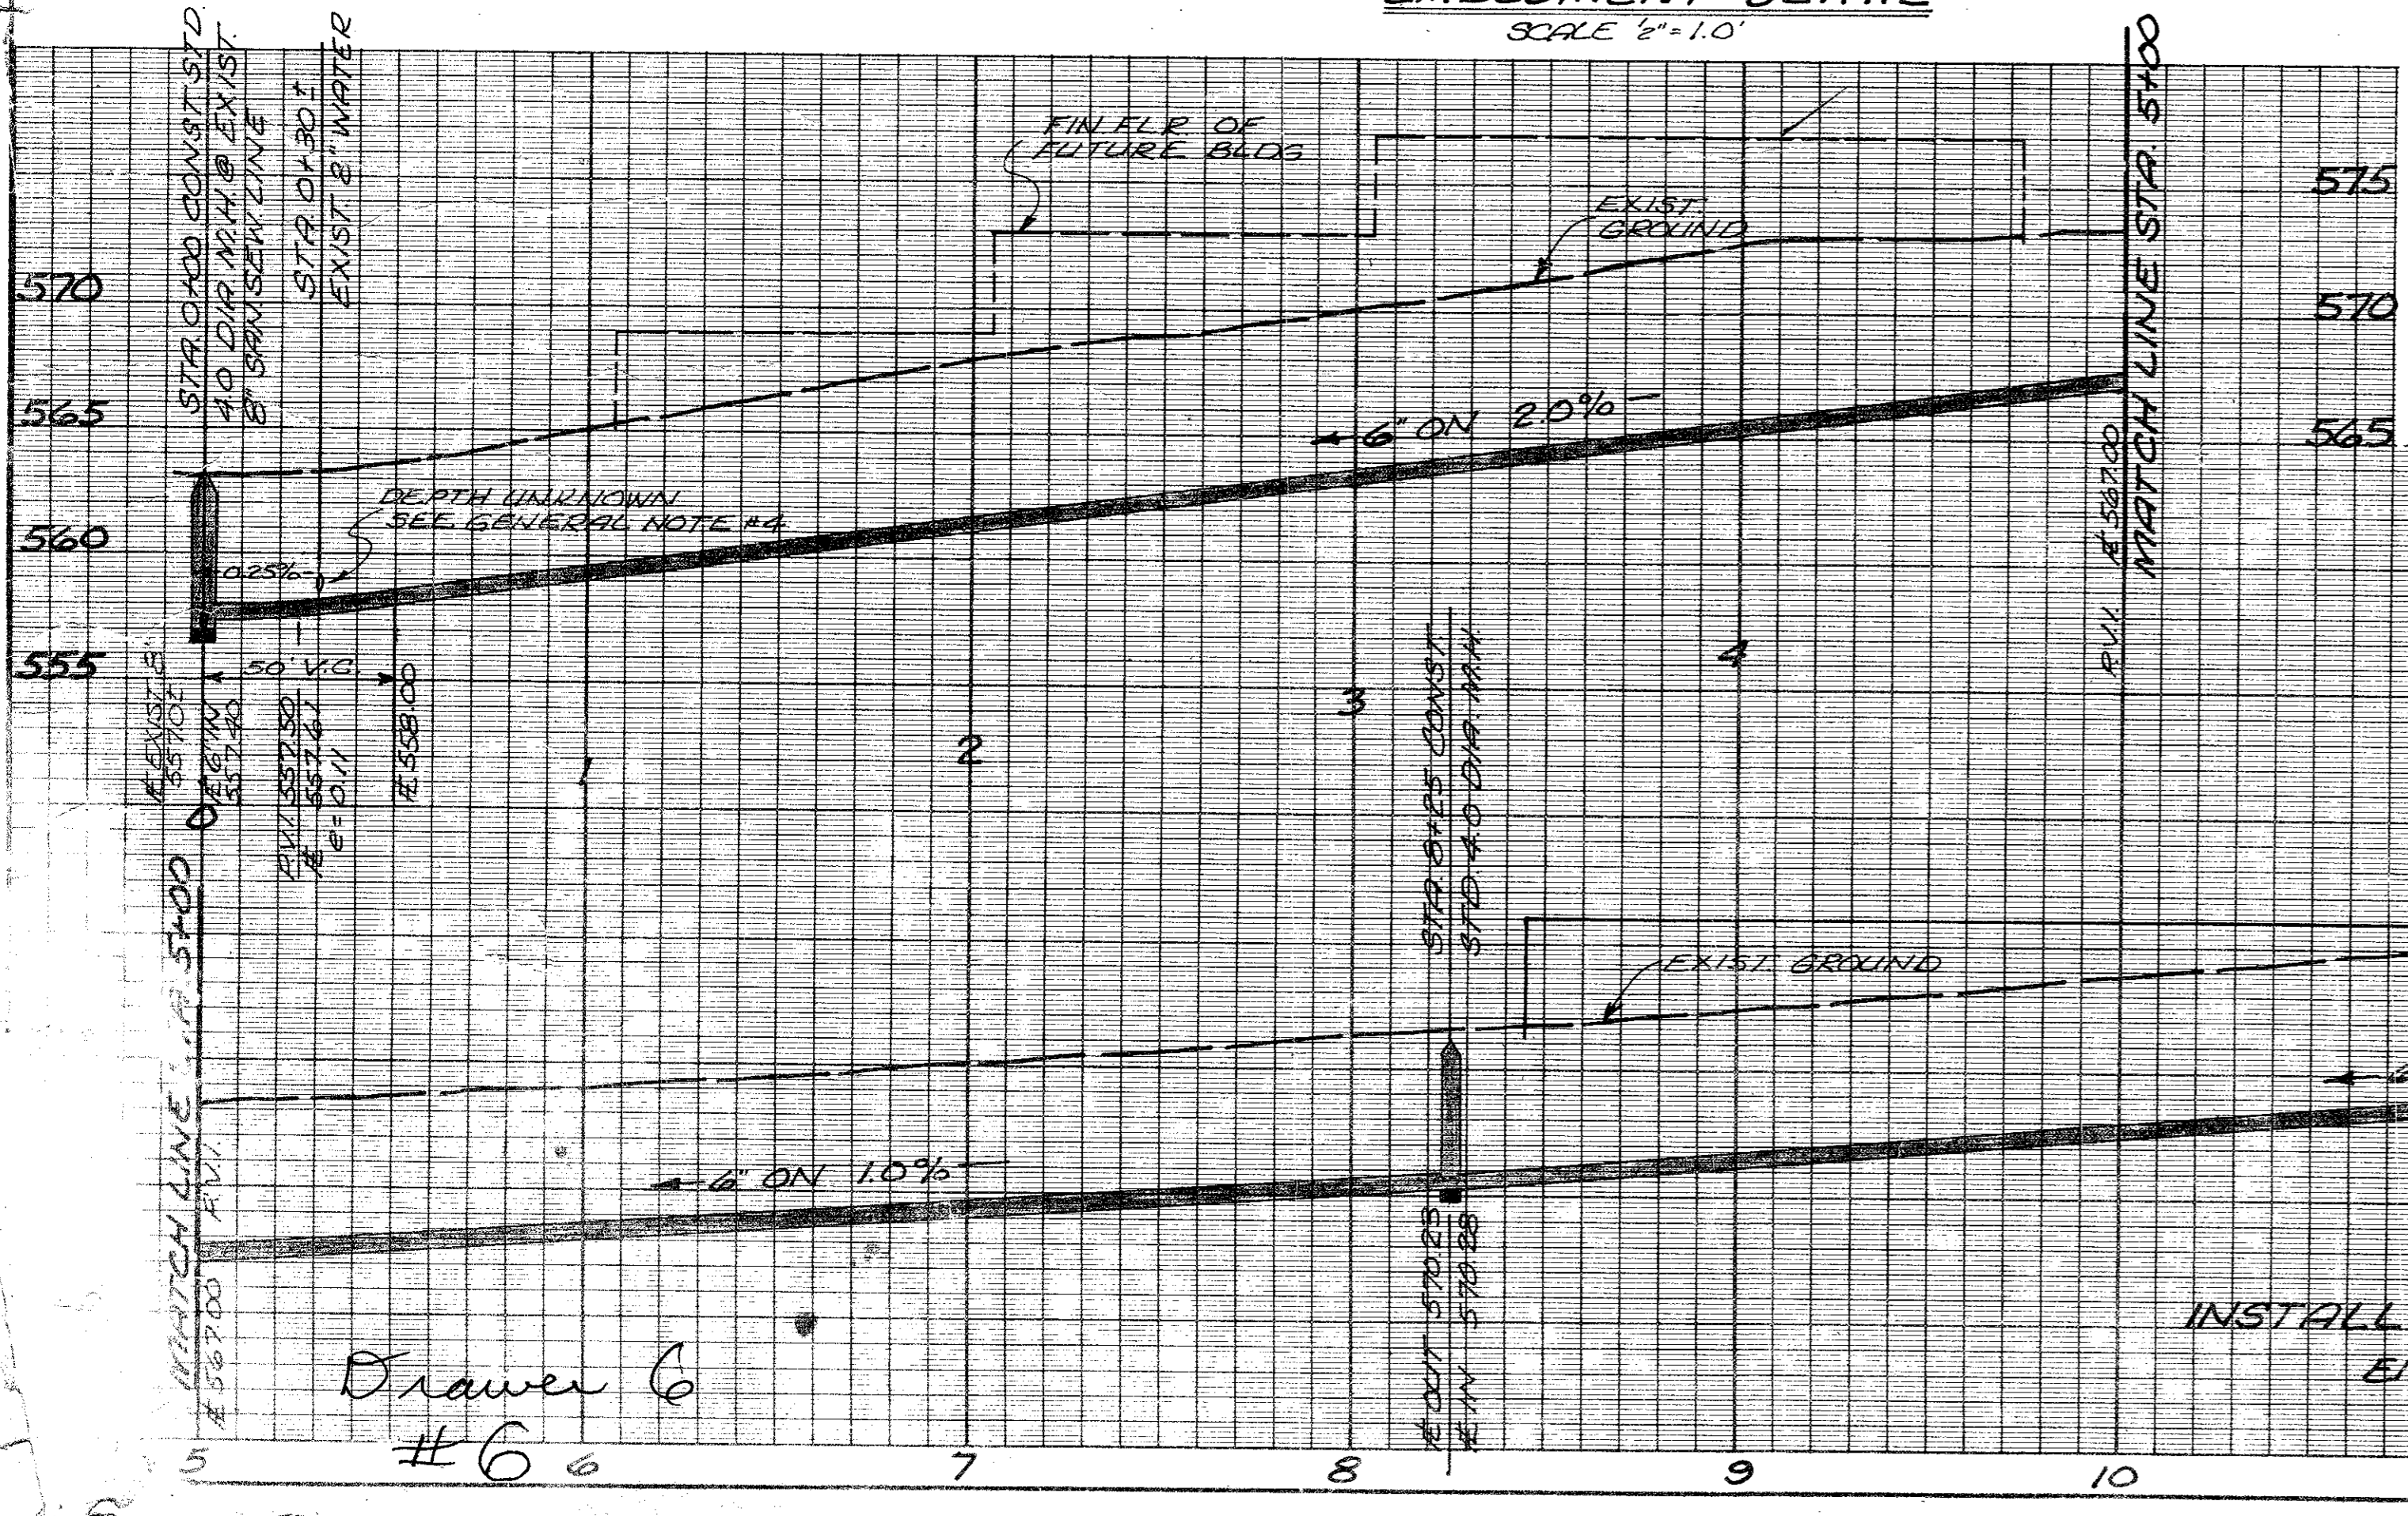 SCALE ½"=1.0'
STA. 0+00 CONST. STD.
4.0 DIA. M.H. @ EXIST.
8" SAN. SEW. LINE
STA. 0+30 ±
EXIST. 8" WATER
FIN. FLR. OF
FUTURE BLDG
EXIST.
GROUND
MATCH LINE STA. 5+00
575
570
565
570
565
560
555
6" ON 2.0%
DEPTH UNKNOWN
SEE GENERAL NOTE #4
0.25%
50' V.C.
EXIST. 8"
557.0±
6" IN
557.40
P.V.I. 557.50
557.61
e=0.11
558.00
P.V.I. 567.00
0
1
2
3
4
STA. 8+25 CONST.
STD. 4.0 DIA. M.H.
EXIST. GROUND
MATCH LINE STA. 5+00
567.00 P.V.I.
6" ON 1.0%
OUT 570.23
IN 570.28
INSTALL
Drawer 6
#6
5
6
7
8
9
10